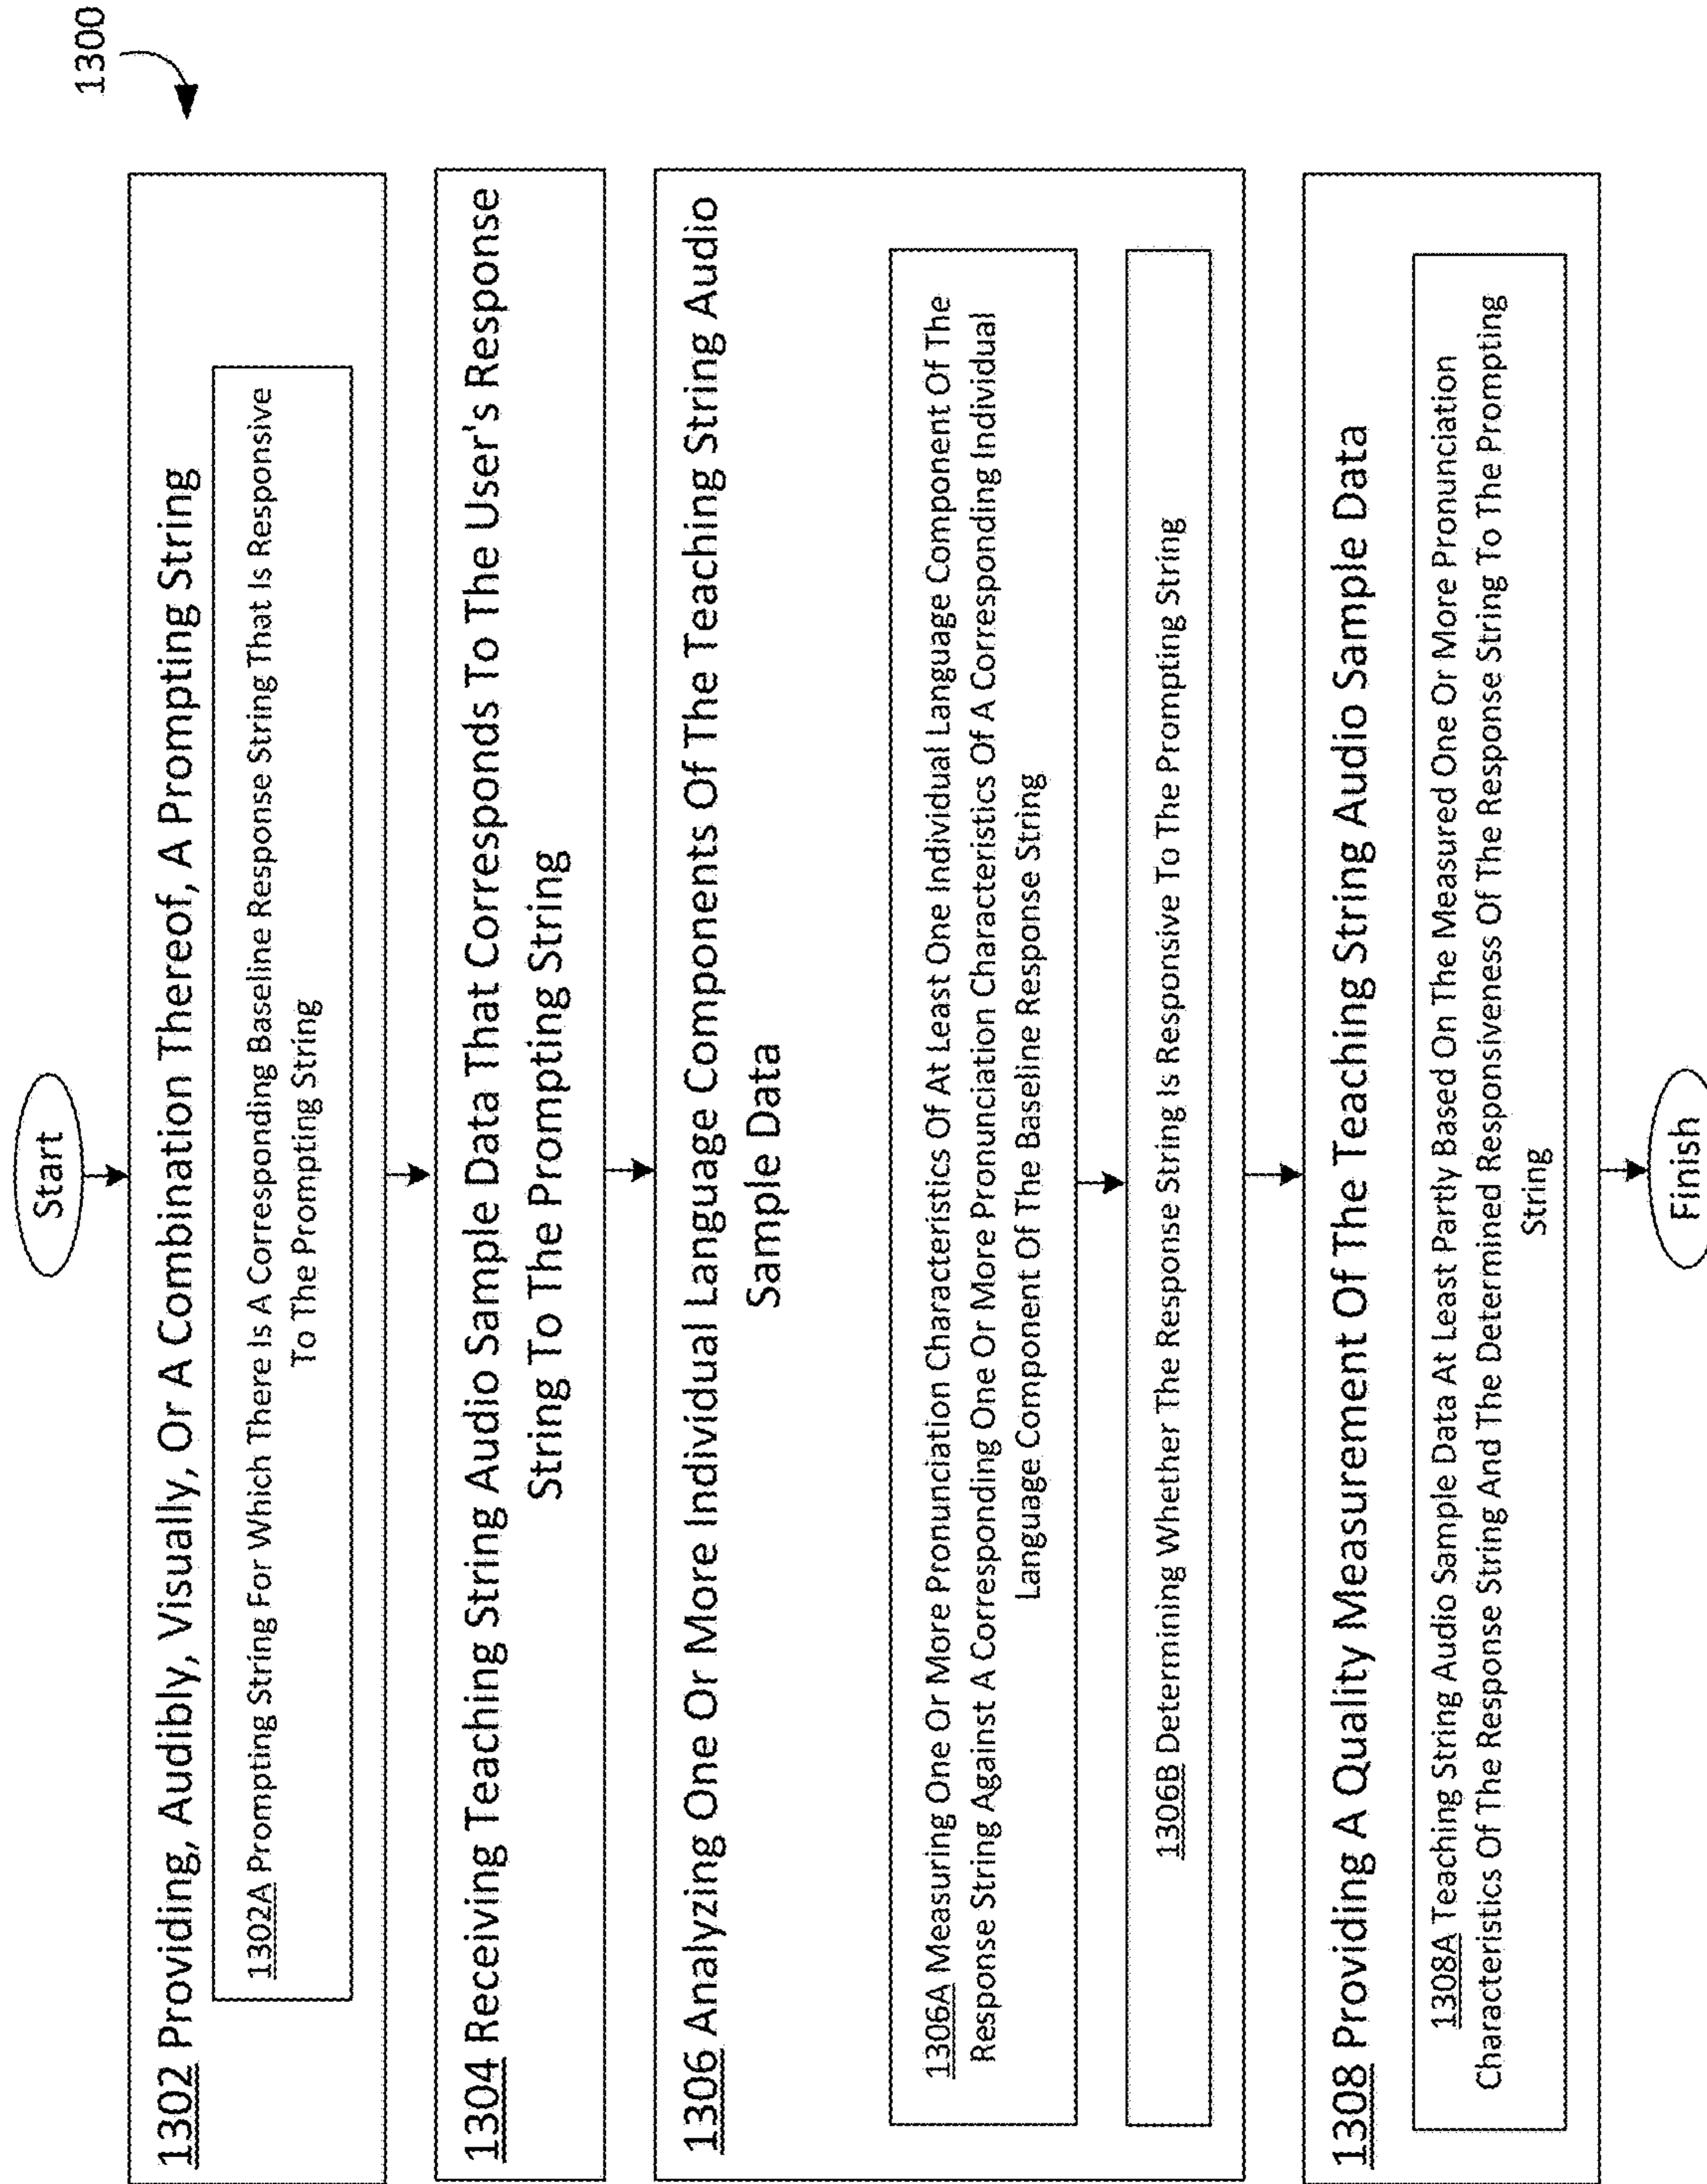 1300
Start
1302 Providing, Audibly, Visually, Or A Combination Thereof, A Prompting String
1302A Prompting String For Which There Is A Corresponding Baseline Response String That Is Responsive
To The Prompting String
1304 Receiving Teaching String Audio Sample Data That Corresponds To The User's Response
String To The Prompting String
1306 Analyzing One Or More Individual Language Components Of The Teaching String Audio
Sample Data
1306A Measuring One Or More Pronunciation Characteristics Of At Least One Individual Language Component Of The
Response String Against A Corresponding One Or More Pronunciation Characteristics Of A Corresponding Individual
Language Component Of The Baseline Response String
1306B Determining Whether The Response String Is Responsive To The Prompting String
1308 Providing A Quality Measurement Of The Teaching String Audio Sample Data
1308A Teaching String Audio Sample Data At Least Partly Based On The Measured One Or More Pronunciation
Characteristics Of The Response String And The Determined Responsiveness Of The Response String To The Prompting
String
Finish